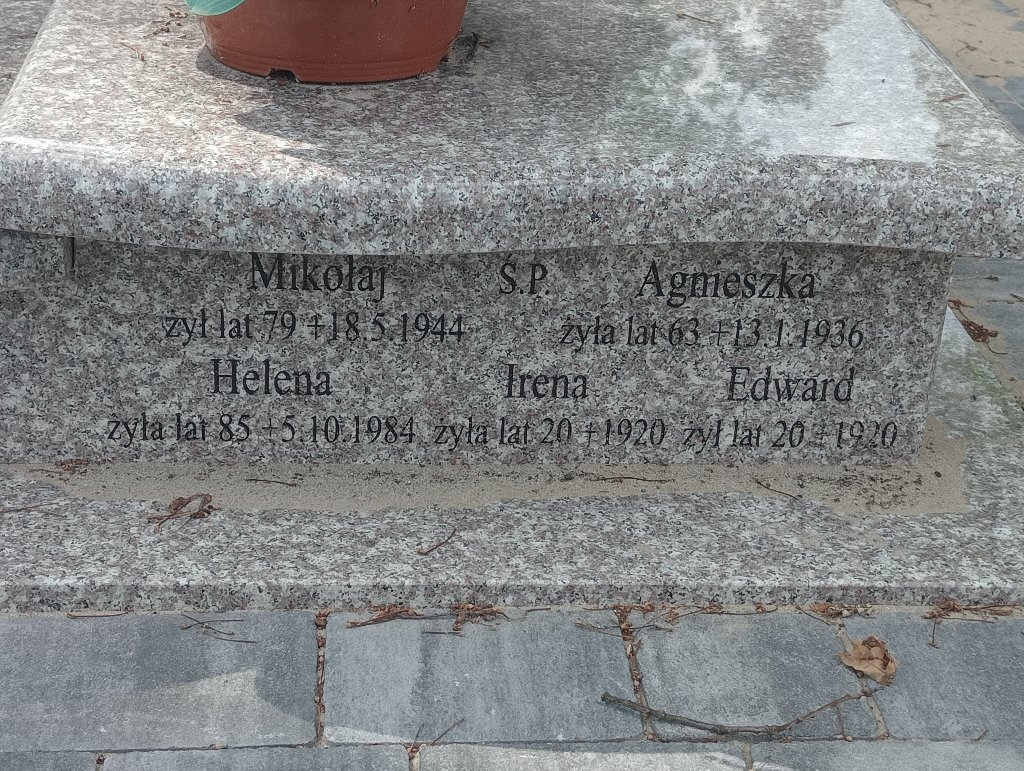 Mikołaj Ś.P. Agnieszka
żył lat 79 +18.5.1944 żyła lat 63 +13.1.1936
Helena Irena Edward
żyła lat 85 +5.10.1984 żyła lat 20 +1920 żył lat 20 +1920